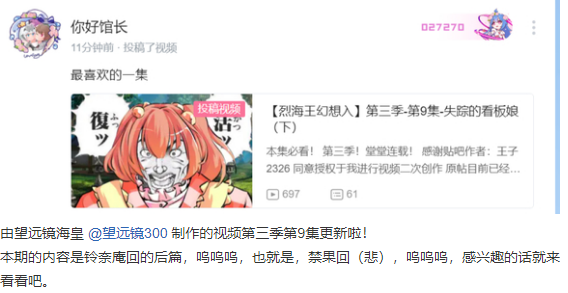 你好馆长
027270
11分钟前 · 投稿了视频
最喜欢的一集
投稿视频
復ッ
ふっ
活ッ
かつ
【烈海王幻想入】第三季-第9集-失踪的看板娘
（下）
本集必看！ 第三季！堂堂连载！ 感谢贴吧作者：王子
2326 同意授权于我进行视频二次创作 原帖目前已经...
697
61
由望远镜海皇 @望远镜300 制作的视频第三季第9集更新啦！
本期的内容是铃奈庵回的后篇，呜呜呜，也就是，禁果回（悲），呜呜呜，感兴趣的话就来
看看吧。